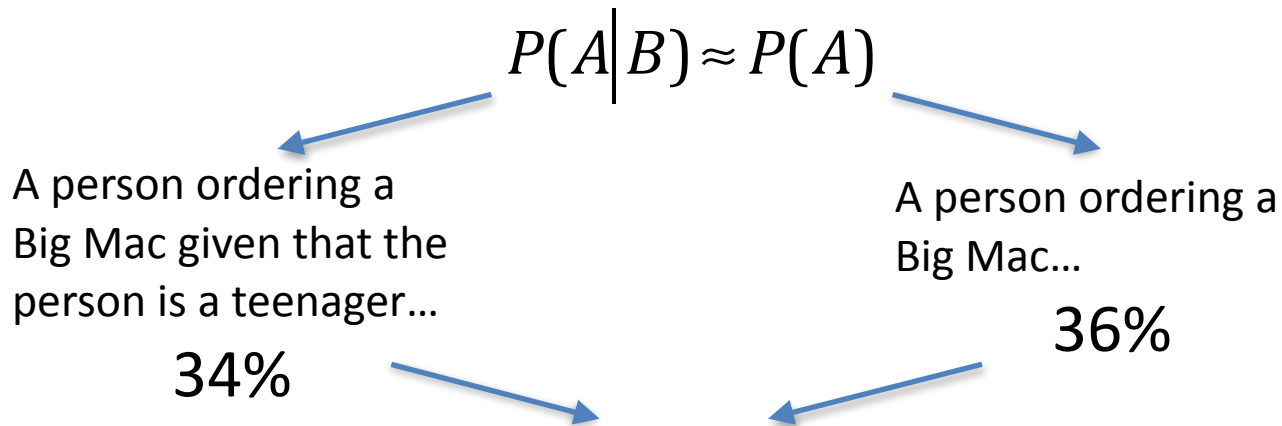 P(A|B) ≈ P(A)
A person ordering a
Big Mac given that the
person is a teenager…
34%
A person ordering a
Big Mac…
36%